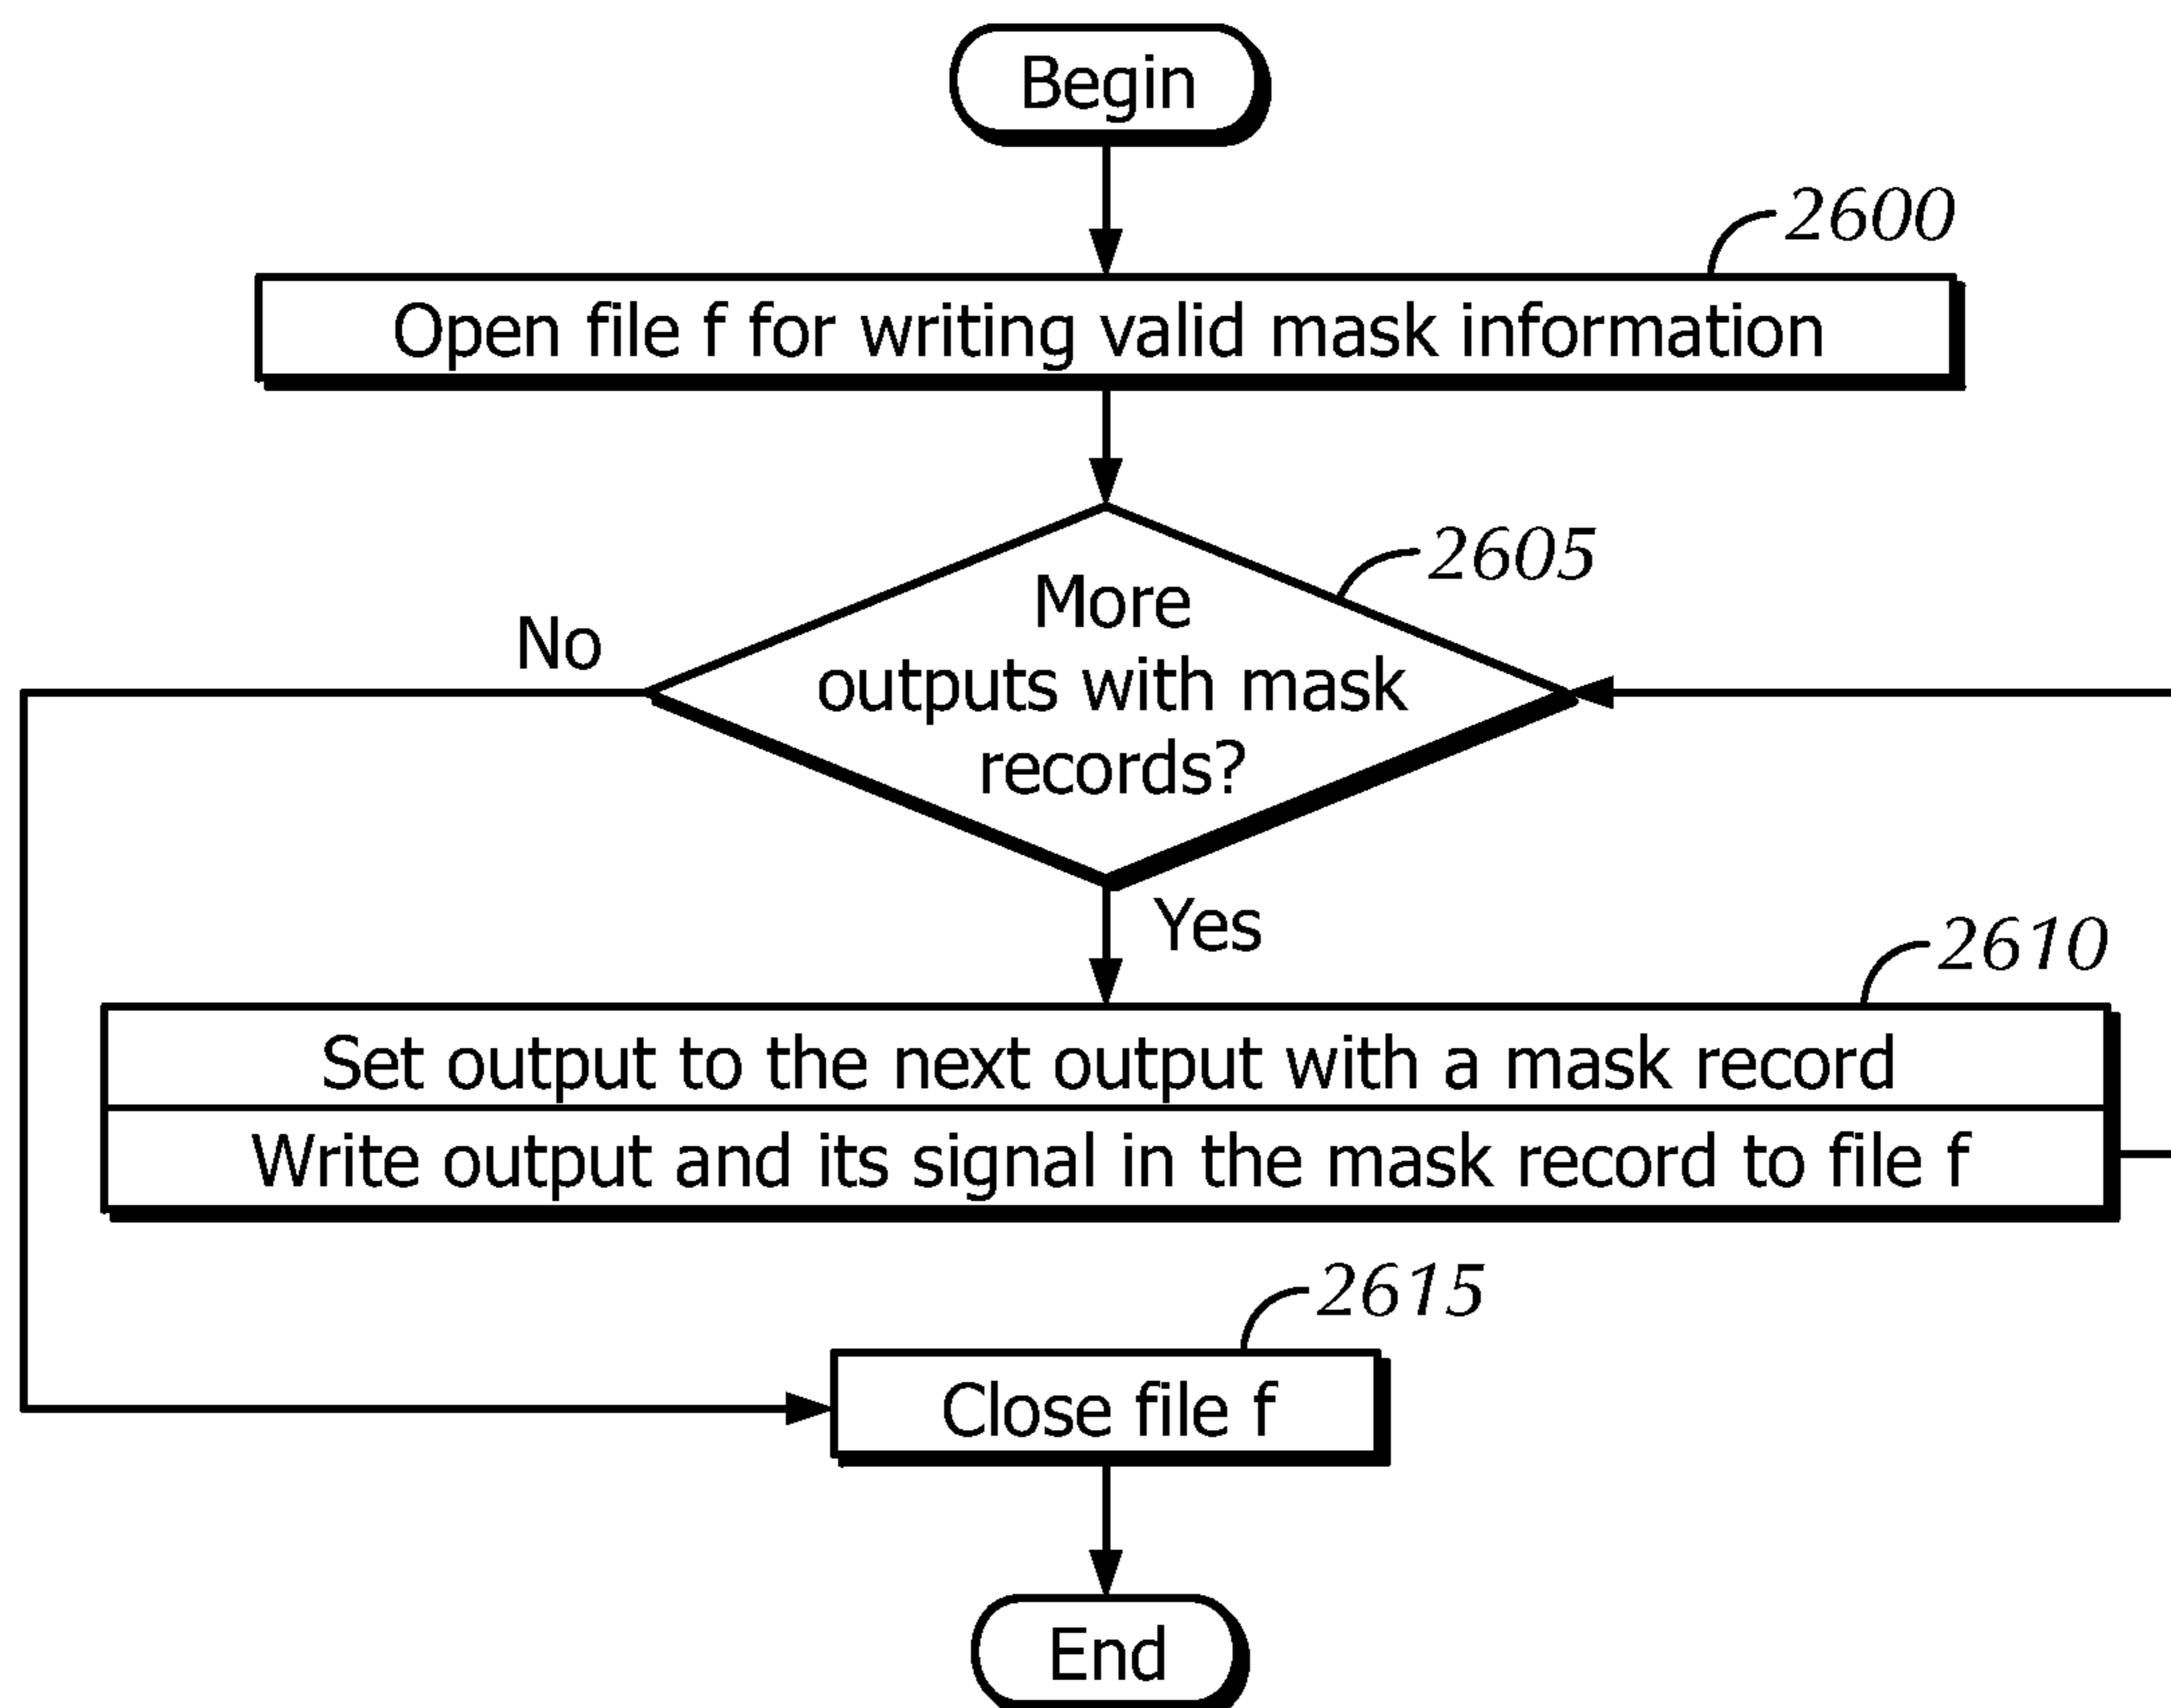 Begin
2600
Open file f for writing valid mask information
2605
More
outputs with mask
records?
No
Yes
2610
Set output to the next output with a mask record
Write output and its signal in the mask record to file f
2615
Close file f
End